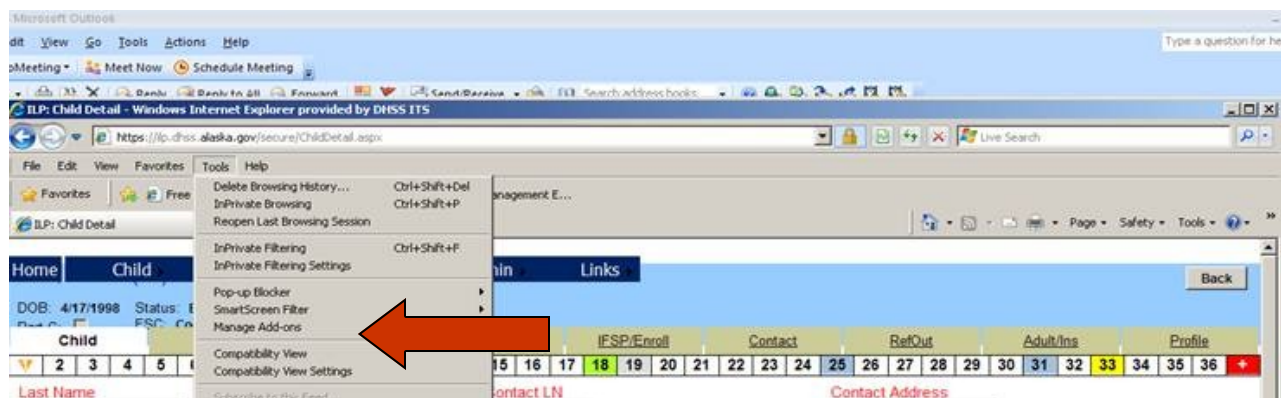 Microsoft Outlook
dit View Go Tools Actions Help
Type a question for he
Meeting Meet Now Schedule Meeting
Reply Reply to All Forward Send/Receive Search address books
ILP: Child Detail - Windows Internet Explorer provided by DHSS ITS
https://ilp.dhss.alaska.gov/secure/ChildDetail.aspx
Live Search
File Edit View Favorites Tools Help
Favorites Free
Delete Browsing History... Ctrl+Shift+Del
anagement E...
InPrivate Browsing Ctrl+Shift+P
ILP: Child Detail
Reopen Last Browsing Session
Page Safety Tools
InPrivate Filtering Ctrl+Shift+F
InPrivate Filtering Settings
Home Child min Links
Back
Pop-up Blocker
DOB: 4/17/1998 Status:
SmartScreen Filter
Manage Add-ons
Child IFSP/Enroll Contact RefOut Adult/Ins Profile
Compatibility View
Compatibility View Settings
2 3 4 5 15 16 17 18 19 20 21 22 23 24 25 26 27 28 29 30 31 32 33 34 35 36 +
Last Name Contact LN Contact Address